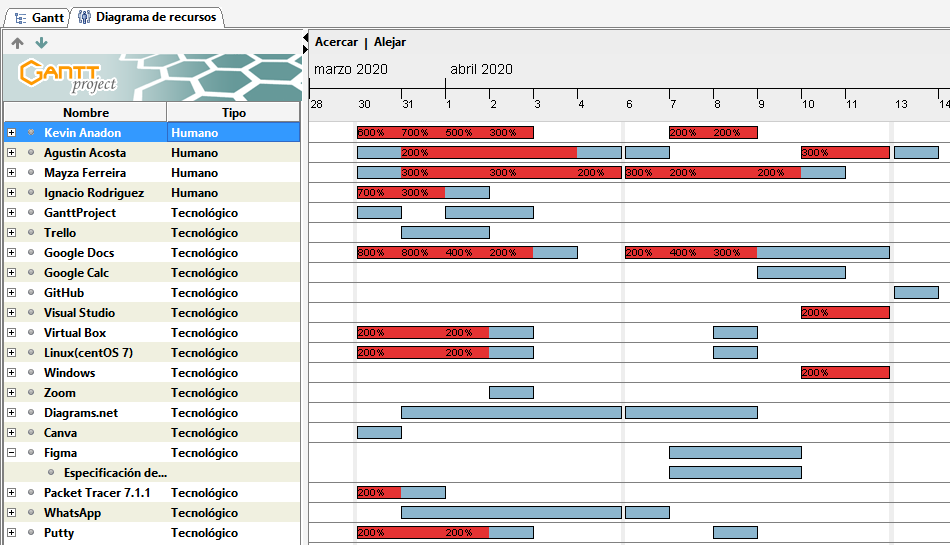 Gantt Diagrama de recursos
Acercar | Alejar
GANTT
project
marzo 2020 abril 2020
Nombre Tipo
28 30 31 1 2 3 4 6 7 8 9 10 11 13 14
Kevin Anadon Humano 600% 700% 500% 300% 200% 200%
Agustin Acosta Humano 200% 300%
Mayza Ferreira Humano 300% 300% 200% 300% 200% 200%
Ignacio Rodriguez Humano 700% 300%
GanttProject Tecnológico
Trello Tecnológico
Google Docs Tecnológico 800% 800% 400% 200% 200% 400% 300%
Google Calc Tecnológico
GitHub Tecnológico
Visual Studio Tecnológico 200%
Virtual Box Tecnológico 200% 200%
Linux(centOS 7) Tecnológico 200% 200%
Windows Tecnológico 200%
Zoom Tecnológico
Diagrams.net Tecnológico
Canva Tecnológico
Figma Tecnológico
Especificación de...
Packet Tracer 7.1.1 Tecnológico 200%
WhatsApp Tecnológico
Putty Tecnológico 200% 200%